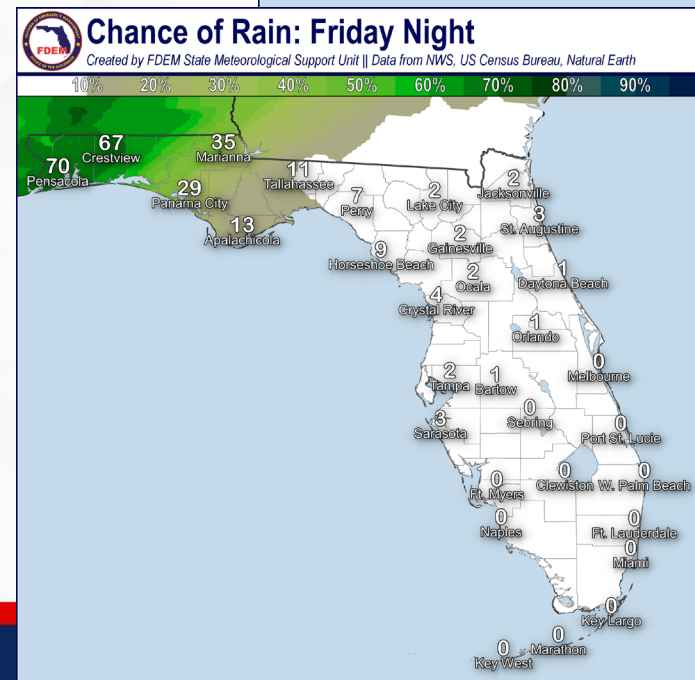 Chance of Rain: Friday Night
FDEM
Created by FDEM State Meteorological Support Unit || Data from NWS, US Census Bureau, Natural Earth
10% 20% 30% 40% 50% 60% 70% 80% 90%
67
Crestview
35
Marianna
70
Pensacola
11
Tallahassee
29
Panama City
13
Apalachicola
7
Perry
2
Lake City
2
Jacksonville
3
St. Augustine
2
Gainesville
9
Horseshoe Beach
2
Ocala
1
Daytona Beach
4
Crystal River
1
Orlando
0
Melbourne
2
Tampa
1
Bartow
0
Sebring
3
Sarasota
0
Port St. Lucie
0
Ft. Myers
0
Clewiston
0
W. Palm Beach
0
Naples
0
Ft. Lauderdale
0
Miami
0
Key Largo
0
Marathon
0
Key West